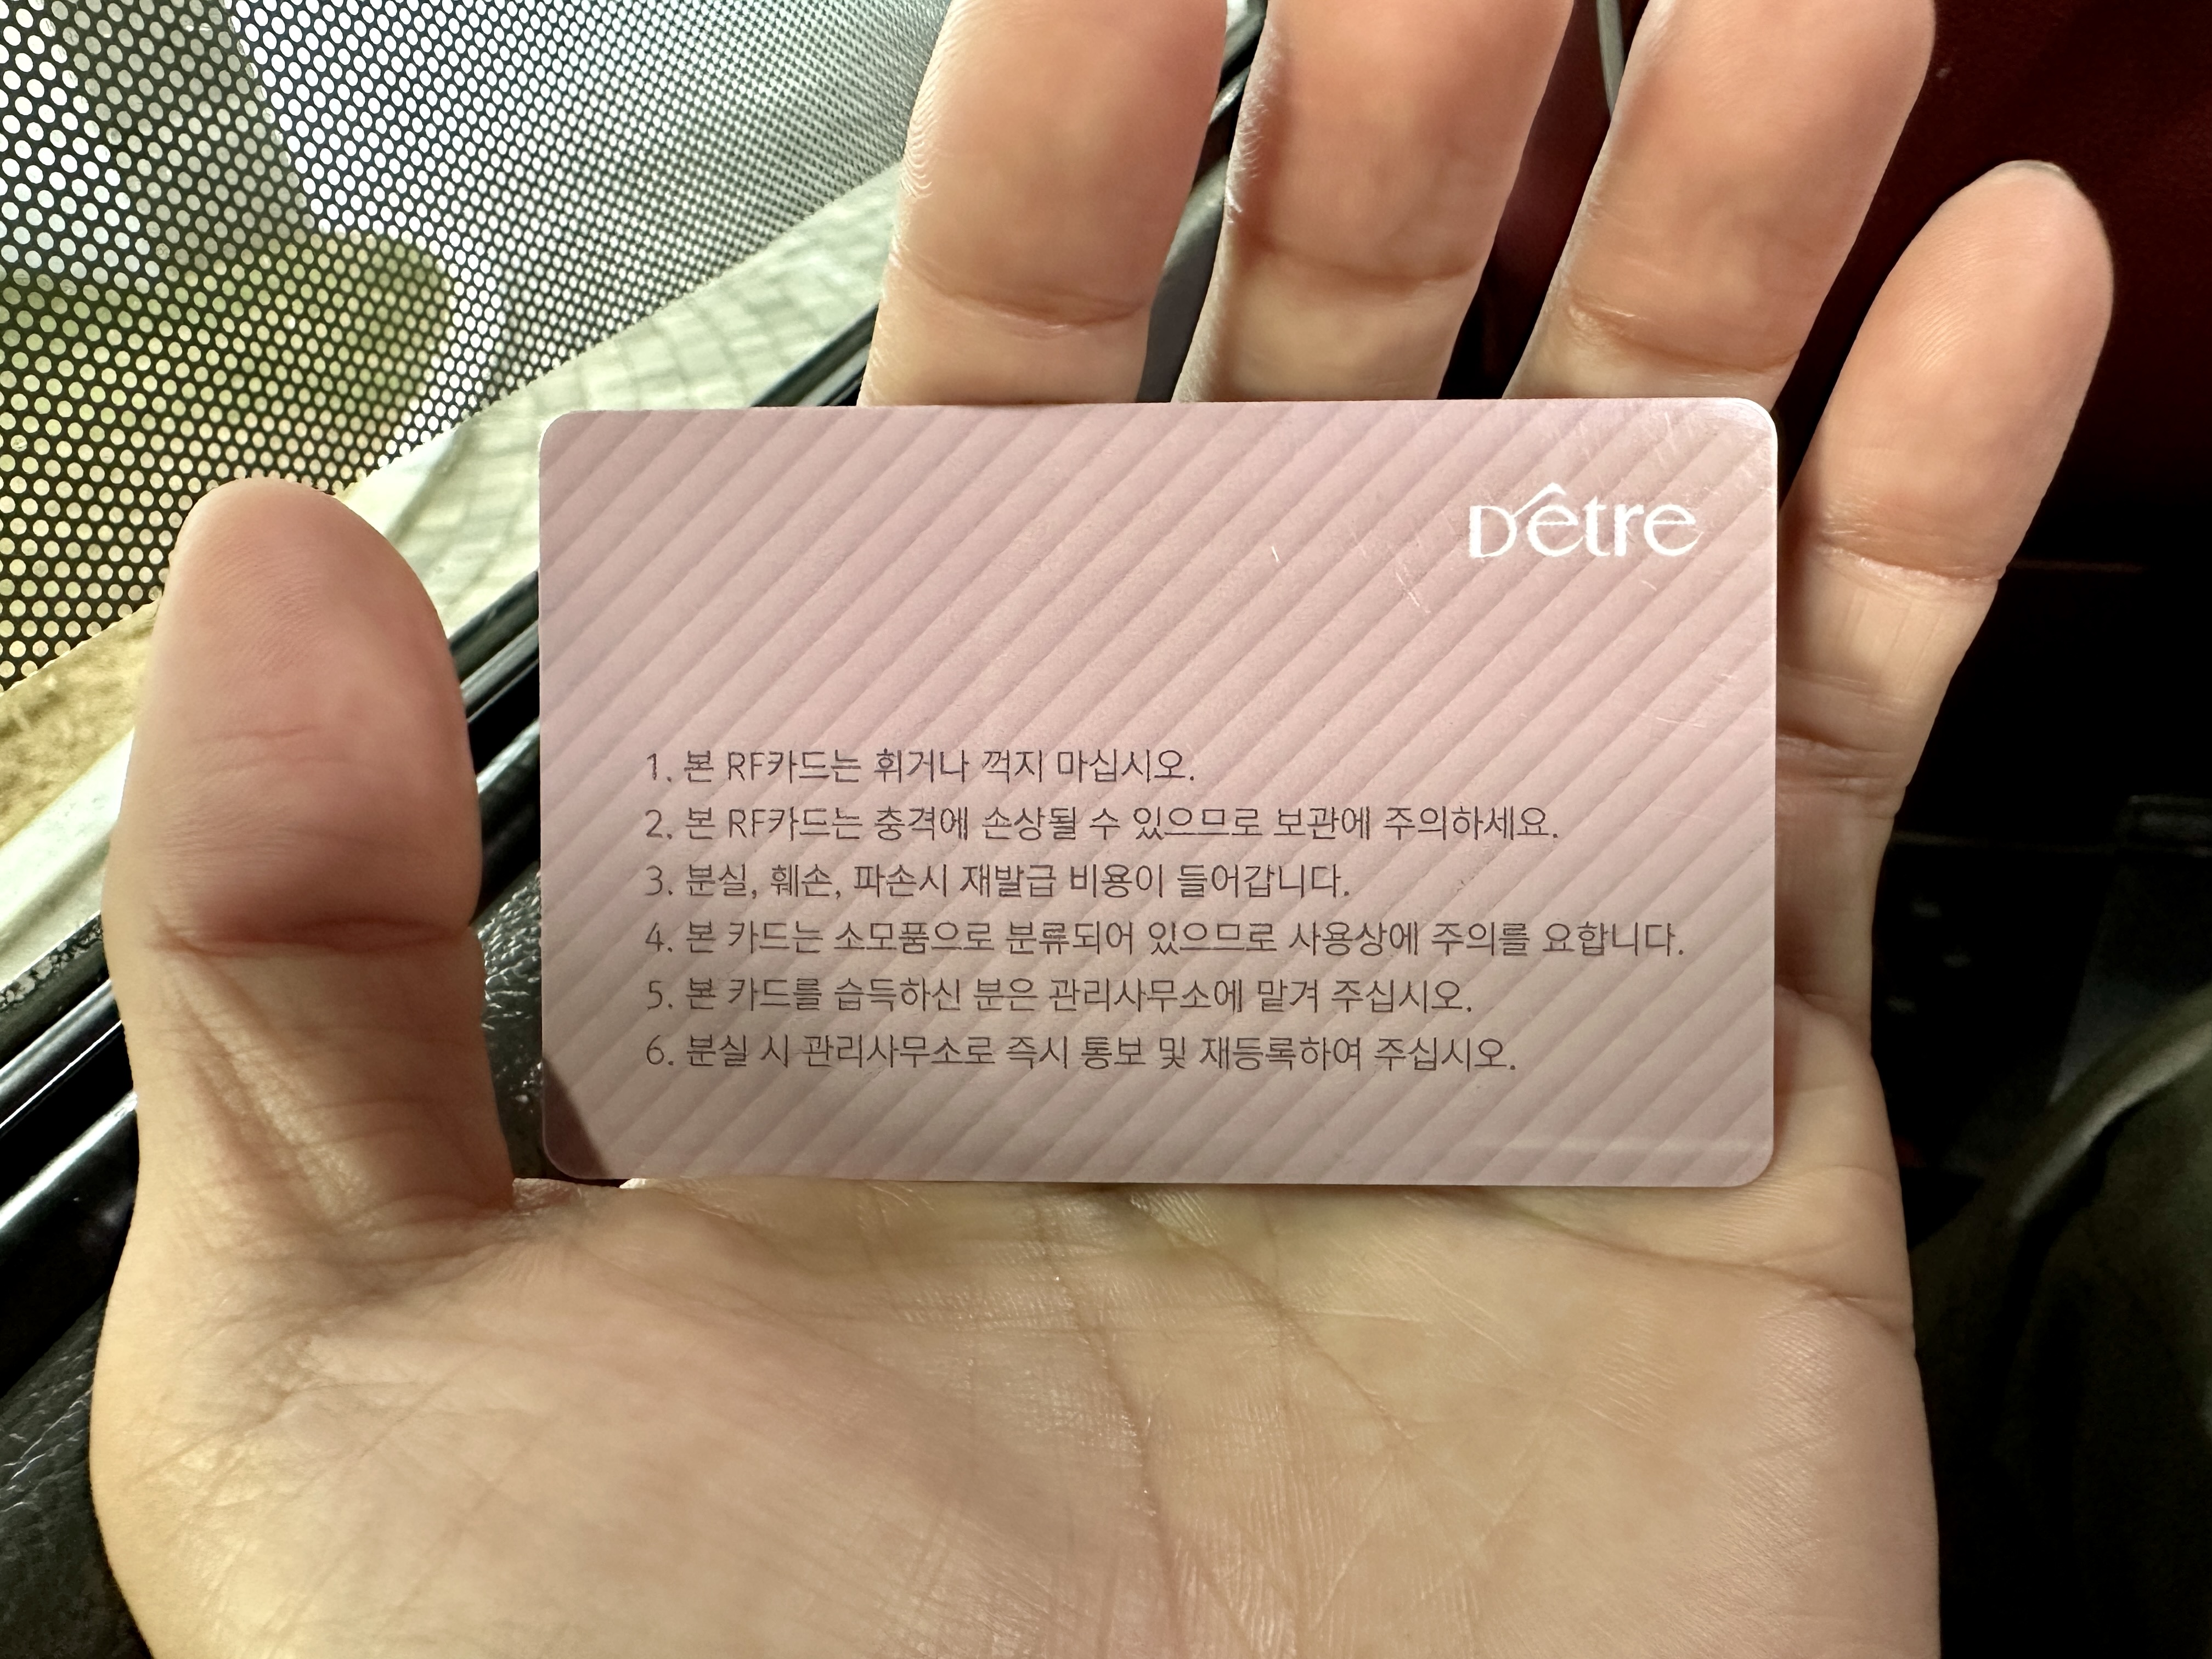 Dêtre
1. 본 RF카드는 휘거나 꺽지 마십시오.
2. 본 RF카드는 충격에 손상될 수 있으므로 보관에 주의하세요.
3. 분실, 훼손, 파손시 재발급 비용이 들어갑니다.
4. 본 카드는 소모품으로 분류되어 있으므로 사용상에 주의를 요합니다.
5. 본 카드를 습득하신 분은 관리사무소에 맡겨 주십시오.
6. 분실 시 관리사무소로 즉시 통보 및 재등록하여 주십시오.